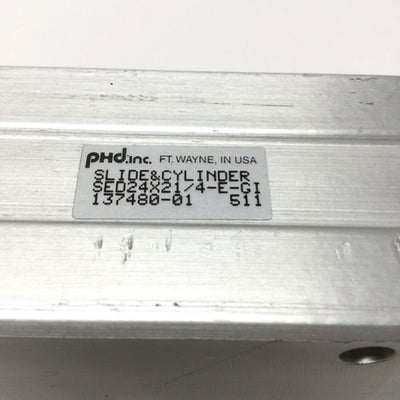 PHD.inc. FT. WAYNE, IN USA
SLIDE&CYLINDER
SED24X21/4-E-GI
137480-01 511